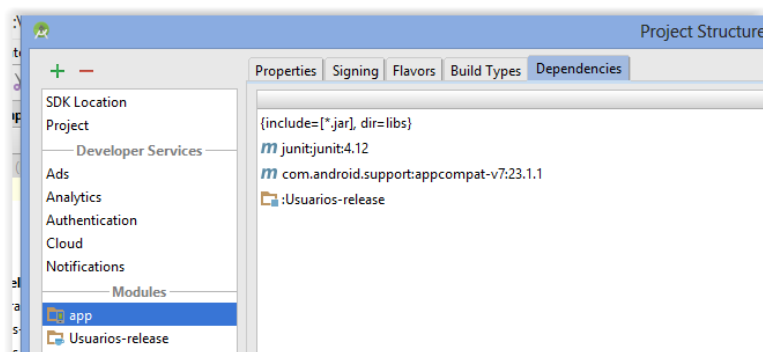 Project Structure
Properties Signing Flavors Build Types Dependencies
SDK Location
Project
Developer Services
Ads
Analytics
Authentication
Cloud
Notifications
Modules
app
Usuarios-release
{include=[*.jar], dir=libs}
m junit:junit:4.12
m com.android.support:appcompat-v7:23.1.1
:Usuarios-release